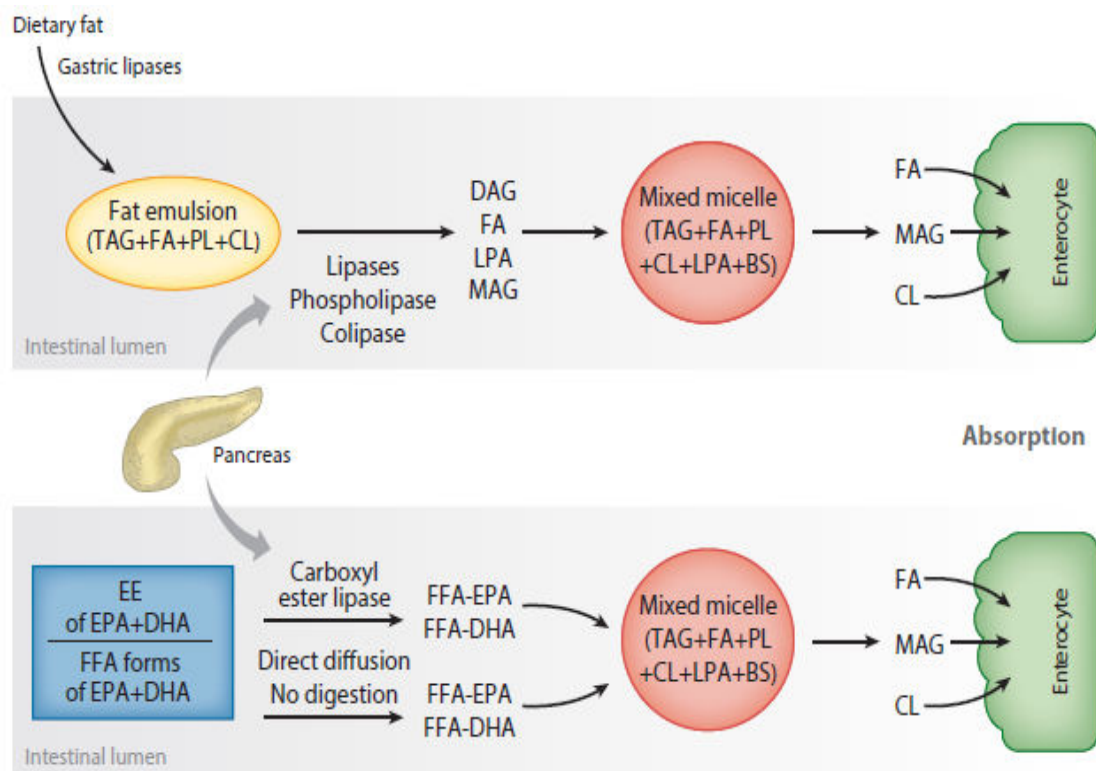 Dietary fat
Gastric lipases
Fat emulsion
(TAG+FA+PL+CL)
Lipases
Phospholipase
Colipase
DAG
FA
LPA
MAG
Mixed micelle
(TAG+FA+PL
+CL+LPA+BS)
FA
MAG
CL
Enterocyte
Intestinal lumen
Pancreas
Absorption
EE
of EPA+DHA
FFA forms
of EPA+DHA
Carboxyl
ester lipase
FFA-EPA
FFA-DHA
Direct diffusion
No digestion
FFA-EPA
FFA-DHA
Mixed micelle
(TAG+FA+PL
+CL+LPA+BS)
FA
MAG
CL
Enterocyte
Intestinal lumen